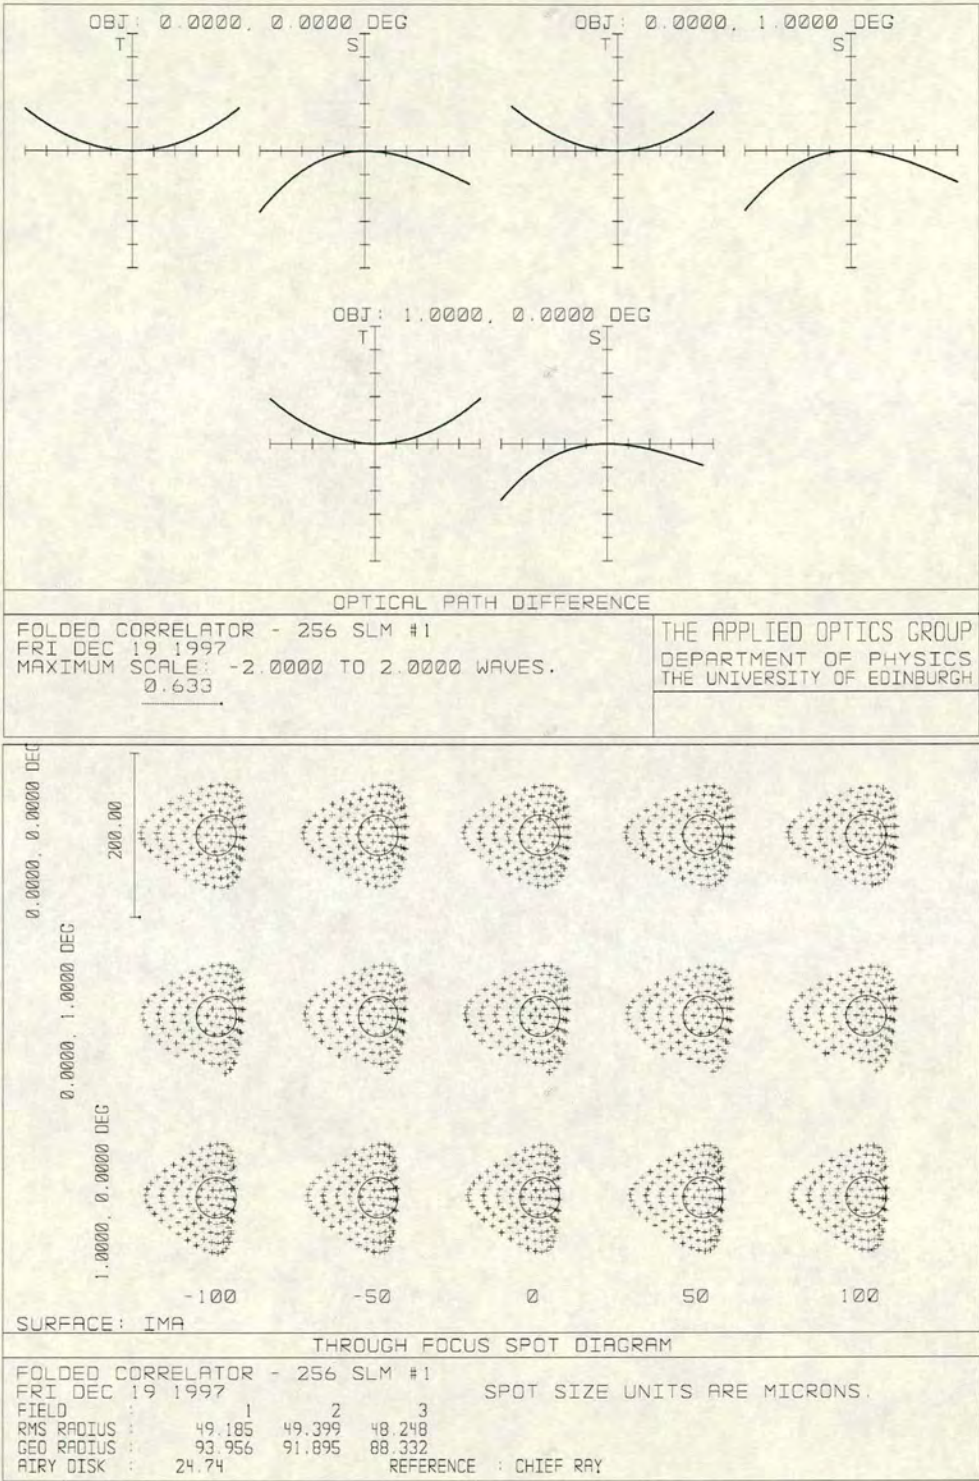 OBJ: 0.0000, 0.0000 DEG
T
S
OBJ: 0.0000, 1.0000 DEG
T
S
OBJ: 1.0000, 0.0000 DEG
T
S
OPTICAL PATH DIFFERENCE
FOLDED CORRELATOR - 256 SLM #1
FRI DEC 19 1997
MAXIMUM SCALE: -2.0000 TO 2.0000 WAVES.
0.633
THE APPLIED OPTICS GROUP
DEPARTMENT OF PHYSICS
THE UNIVERSITY OF EDINBURGH
0.0000, 0.0000 DEG
200.00
0.0000, 1.0000 DEG
1.0000, 0.0000 DEG
-100 -50 0 50 100
SURFACE: IMA
THROUGH FOCUS SPOT DIAGRAM
FOLDED CORRELATOR - 256 SLM #1
FRI DEC 19 1997 SPOT SIZE UNITS ARE MICRONS.
FIELD : 1 2 3
RMS RADIUS : 49.185 49.399 48.248
GEO RADIUS : 93.956 91.895 88.332
AIRY DISK : 24.74 REFERENCE : CHIEF RAY